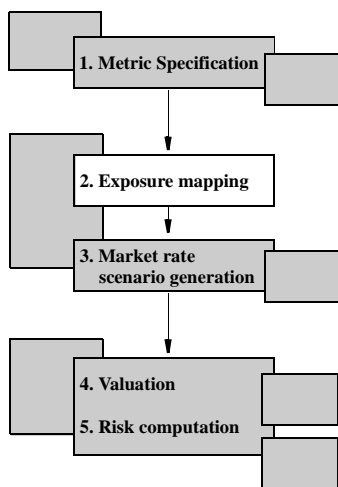 1. Metric Specification
2. Exposure mapping
3. Market rate
scenario generation
4. Valuation
5. Risk computation